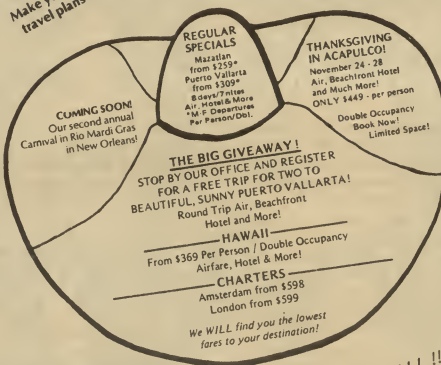 Make
travel plans
REGULAR
SPECIALS
Mazatlan
from $259*
Puerto Vallarta
from $309*
8days/7nites
Air, Hotel & More
*M-F Departures
Per Person/Dbl.
THANKSGIVING
IN ACAPULCO!
November 24 - 28
Air, Beachfront Hotel
and Much More!
ONLY $449 - per person
Double Occupancy
Book Now!
Limited Space!
COMING SOON!
Our second annual
Carnival in Rio Mardi Gras
in New Orleans!
THE BIG GIVEAWAY!
STOP BY OUR OFFICE AND REGISTER
FOR A FREE TRIP FOR TWO TO
BEAUTIFUL, SUNNY PUERTO VALLARTA!
Round Trip Air, Beachfront
Hotel and More!
HAWAII
From $369 Per Person / Double Occupancy
Airfare, Hotel & More!
CHARTERS
Amsterdam from $598
London from $599
We WILL find you the lowest
fares to your destination!